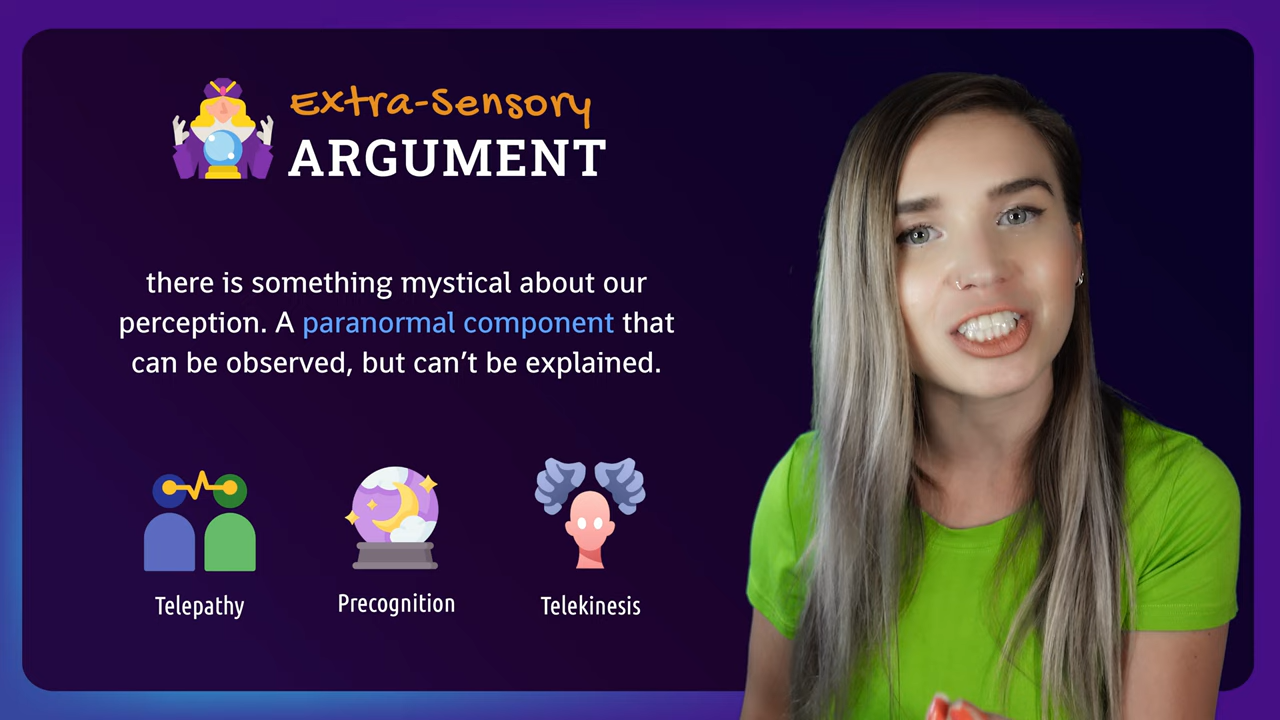 Extra-Sensory
ARGUMENT
there is something mystical about our
perception. A paranormal component that
can be observed, but can’t be explained.
Telepathy
Precognition
Telekinesis